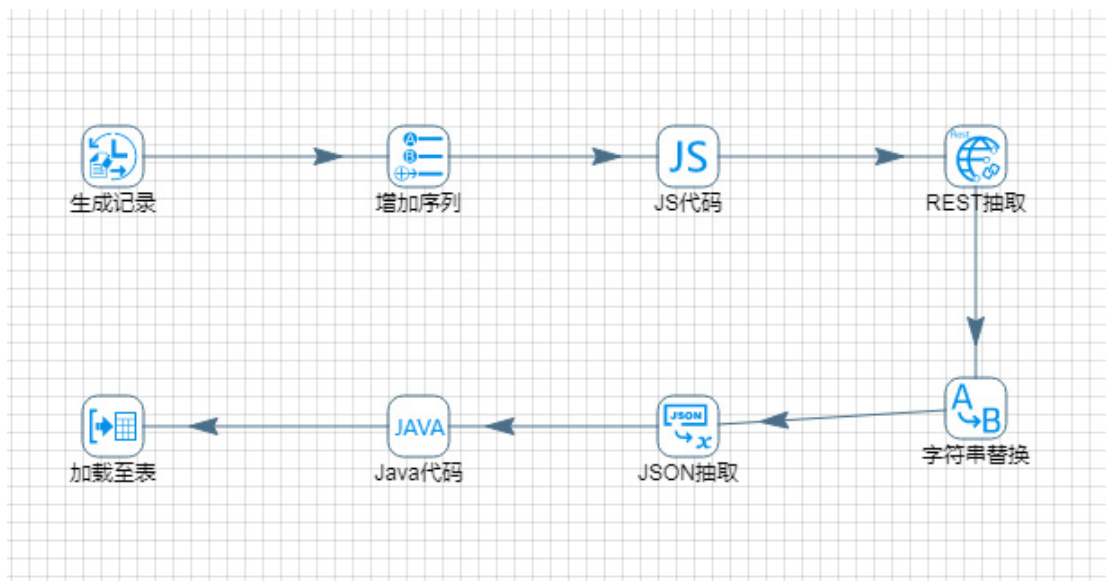 A
B
JS
Rest
生成记录
增加序列
JS代码
REST抽取
JAVA
JSON
x
A
B
加载至表
Java代码
JSON抽取
字符串替换